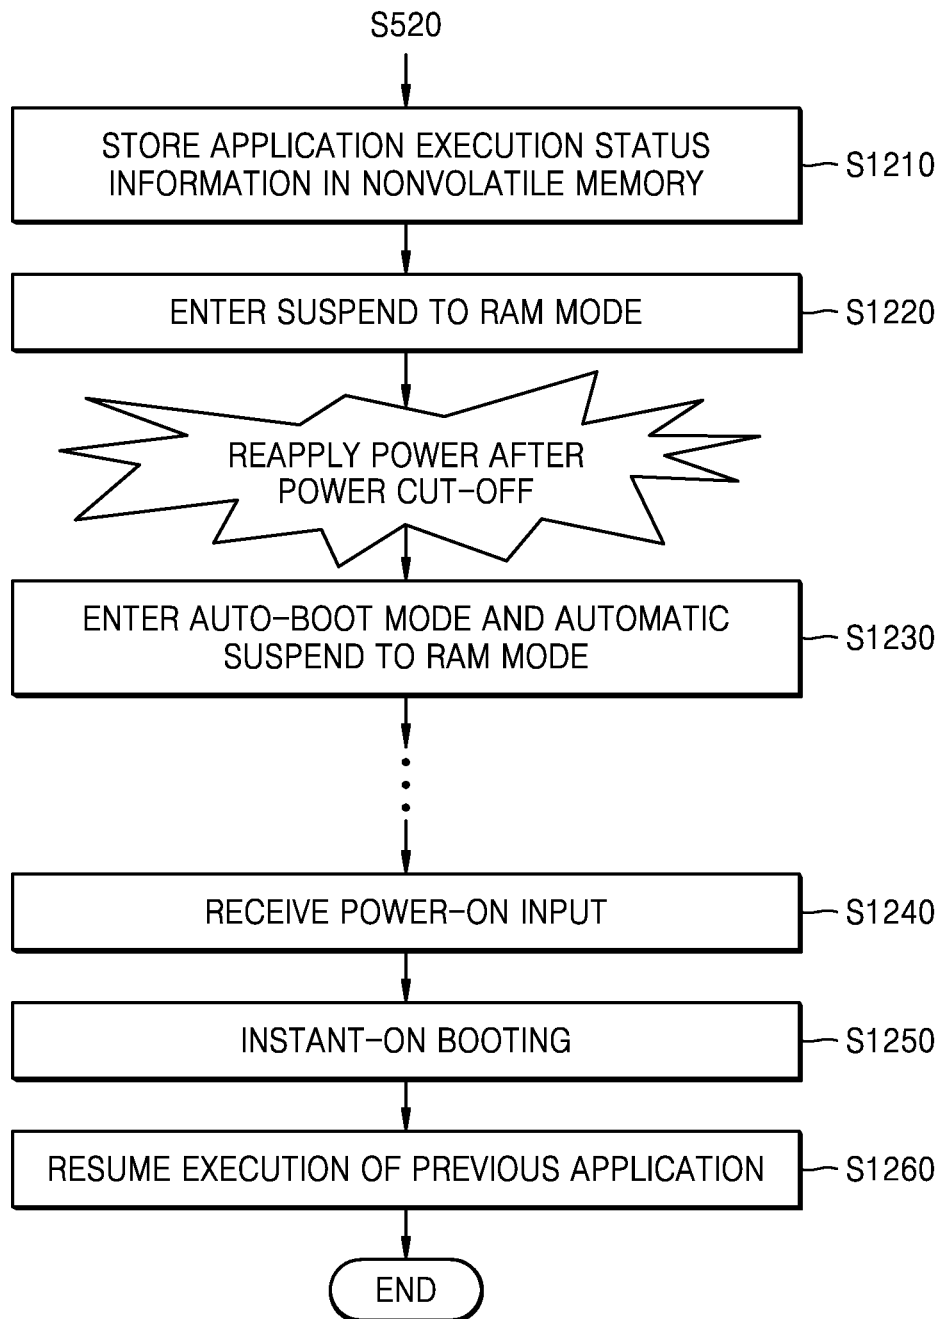 S520
STORE APPLICATION EXECUTION STATUS
INFORMATION IN NONVOLATILE MEMORY
S1210
ENTER SUSPEND TO RAM MODE
S1220
REAPPLY POWER AFTER
POWER CUT-OFF
ENTER AUTO-BOOT MODE AND AUTOMATIC
SUSPEND TO RAM MODE
S1230
RECEIVE POWER-ON INPUT
S1240
INSTANT-ON BOOTING
S1250
RESUME EXECUTION OF PREVIOUS APPLICATION
S1260
END